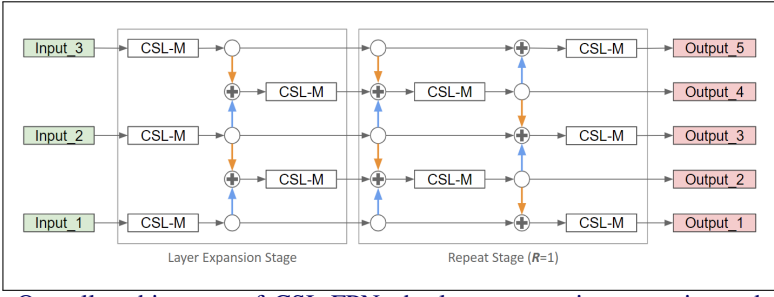 Input_3 CSL-M CSL-M Output_5
CSL-M CSL-M Output_4
Input_2 CSL-M CSL-M Output_3
CSL-M CSL-M Output_2
Input_1 CSL-M CSL-M Output_1
Layer Expansion Stage Repeat Stage (R=1)